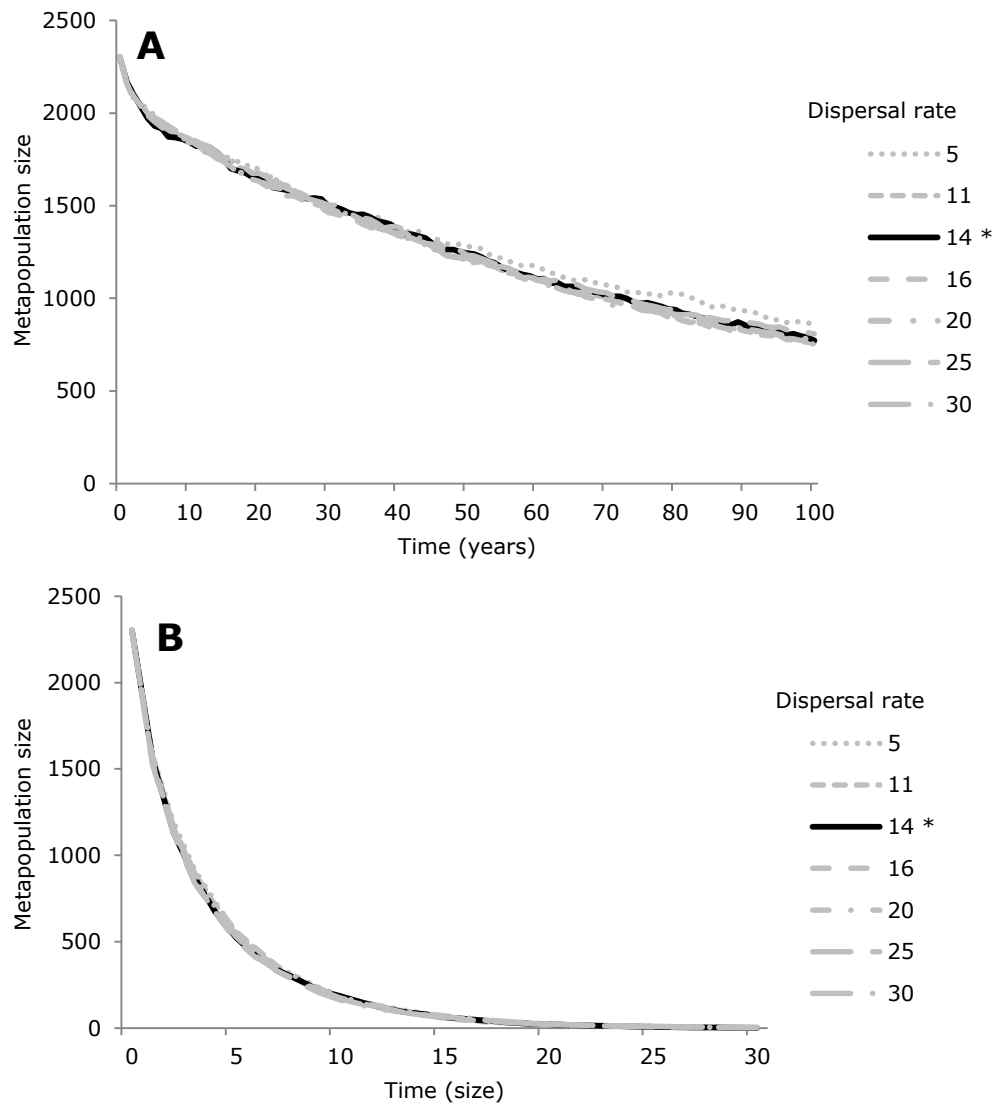 A
2500
2000
1500
1000
500
0
Metapopulation size
0 10 20 30 40 50 60 70 80 90 100
Time (years)
Dispersal rate
5
11
14 *
16
20
25
30
B
2500
2000
1500
1000
500
0
Metapopulation size
0 5 10 15 20 25 30
Time (size)
Dispersal rate
5
11
14 *
16
20
25
30